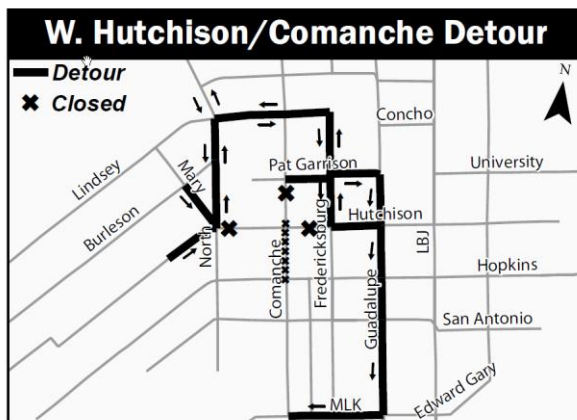 W. Hutchison/Comanche Detour
Detour
Closed
N
Concho
Lindsey
Mary
Pat Garrison
University
Burleson
Hutchison
North
Comanche
Fredericksburg
LBJ
Hopkins
Guadalupe
San Antonio
MLK
Edward Gary